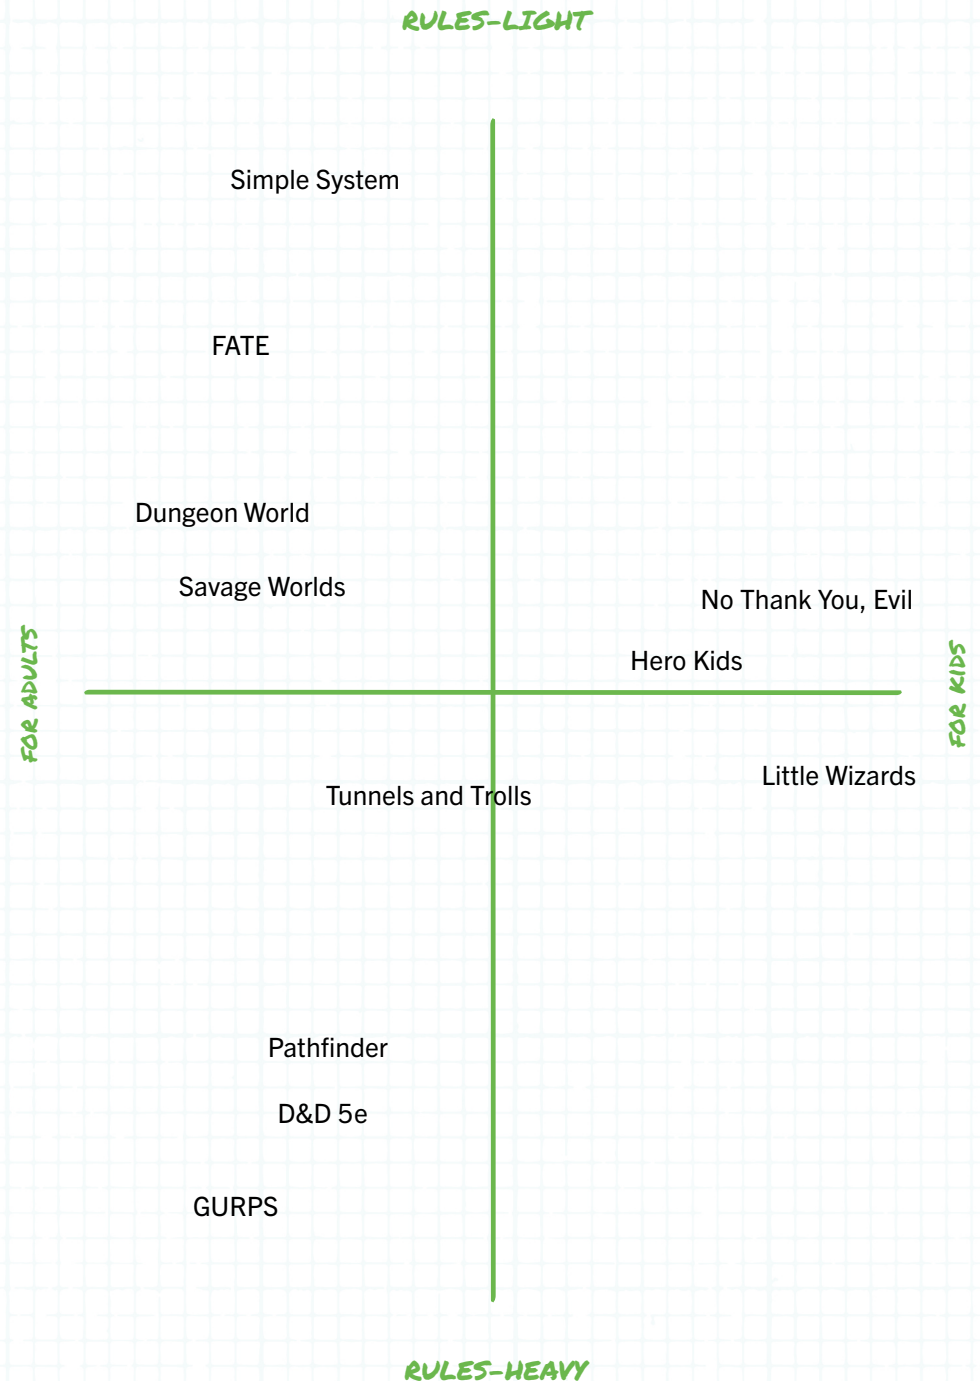 RULES-LIGHT
Simple System
FATE
Dungeon World
Savage Worlds
No Thank You, Evil
Hero Kids
FOR ADULTS
FOR KIDS
Little Wizards
Tunnels and Trolls
Pathfinder
D&D 5e
GURPS
RULES-HEAVY